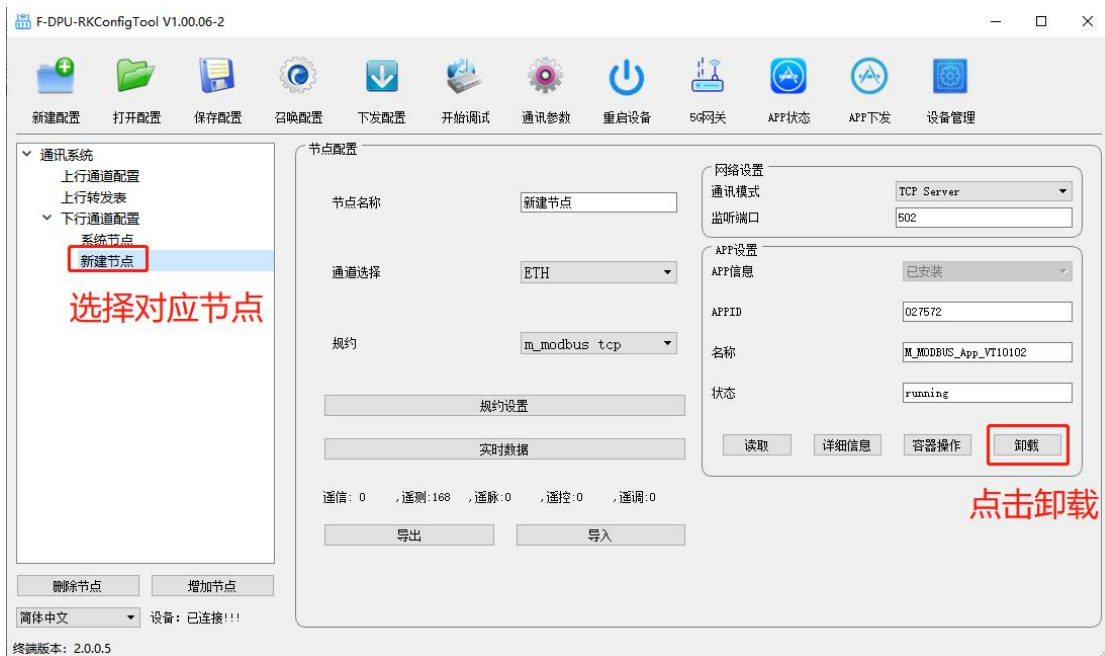 F-DPU-RKConfigTool V1.00.06-2
新建配置 打开配置 保存配置 召唤配置 下发配置 开始调试 通讯参数 重启设备 5G网关 APP状态 APP下发 设备管理
通讯系统
上行通道配置
上行转发表
下行通道配置
系统节点
新建节点
选择对应节点
删除节点 增加节点
简体中文 设备：已连接!!!
终端版本：2.0.0.5
节点配置
节点名称 新建节点
通道选择 ETH
规约 m_modbus tcp
规约设置
实时数据
遥信: 0 ,遥测:168 ,遥脉:0 ,遥控:0 ,遥调:0
导出 导入
网络设置
通讯模式 TCP Server
监听端口 502
APP设置
APP信息 已安装
APPID 027572
名称 M_MODBUS_App_VT10102
状态 running
读取 详细信息 容器操作 卸载
点击卸载